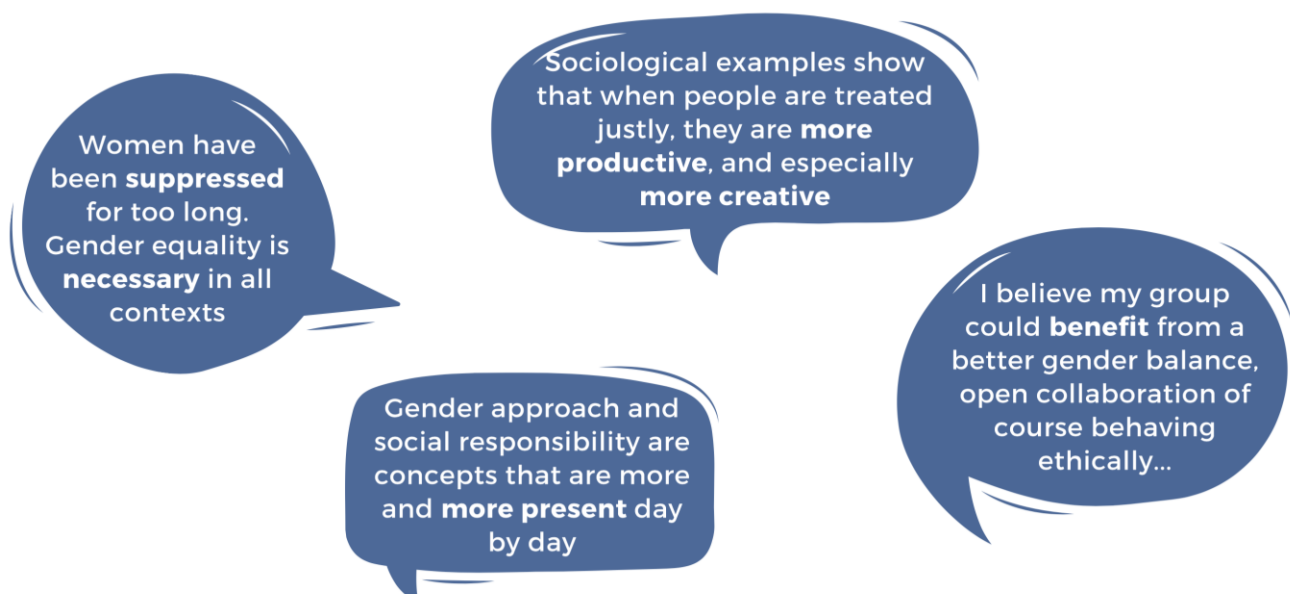 Women have
been suppressed
for too long.
Gender equality is
necessary in all
contexts
Sociological examples show
that when people are treated
justly, they are more
productive, and especially
more creative
Gender approach and
social responsibility are
concepts that are more
and more present day
by day
I believe my group
could benefit from a
better gender balance,
open collaboration of
course behaving
ethically...